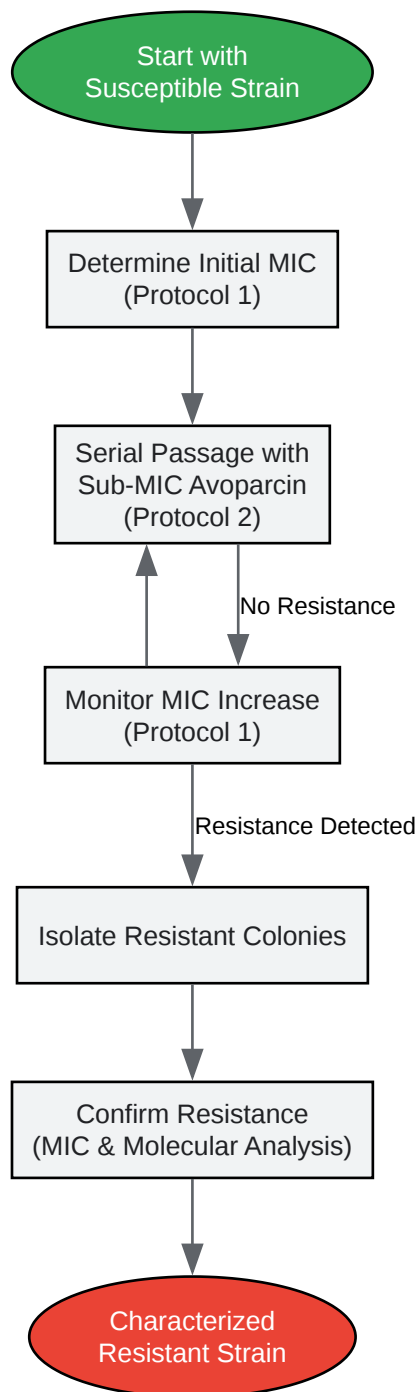 Start with
Susceptible Strain
Determine Initial MIC
(Protocol 1)
Serial Passage with
Sub-MIC Avoparcin
(Protocol 2)
No Resistance
Monitor MIC Increase
(Protocol 1)
Resistance Detected
Isolate Resistant Colonies
Confirm Resistance
(MIC & Molecular Analysis)
Characterized
Resistant Strain